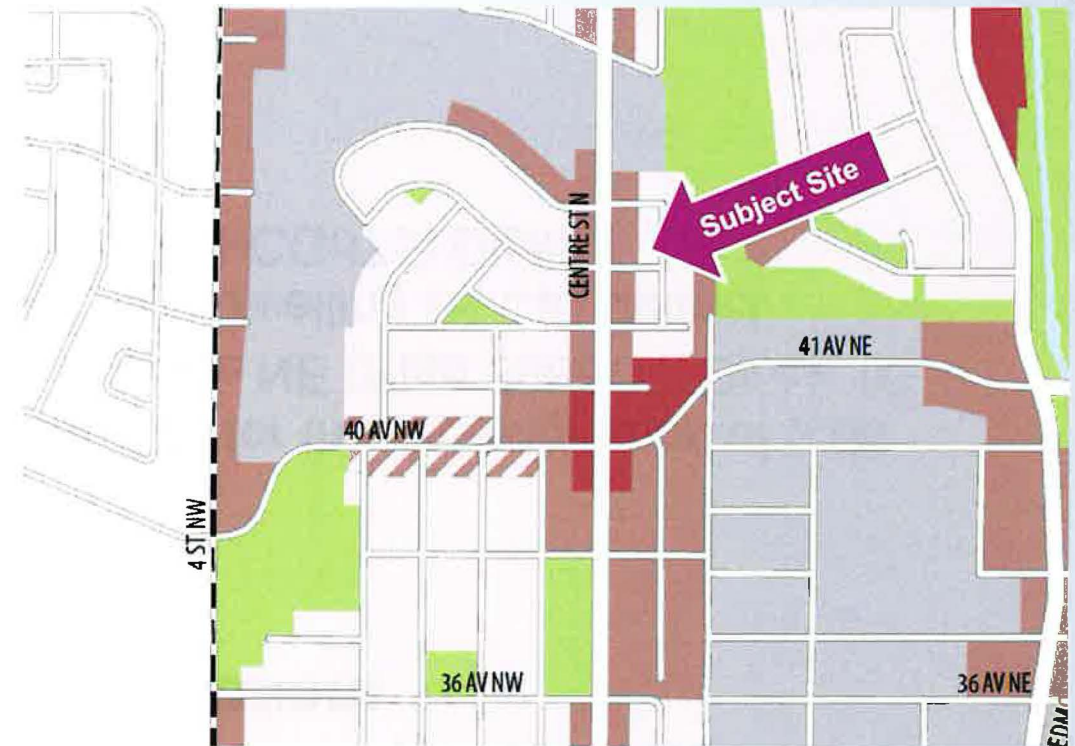 Subject Site
CENTRE ST N
41 AV NE
40 AV NW
4 ST NW
36 AV NW
36 AV NE
EDM